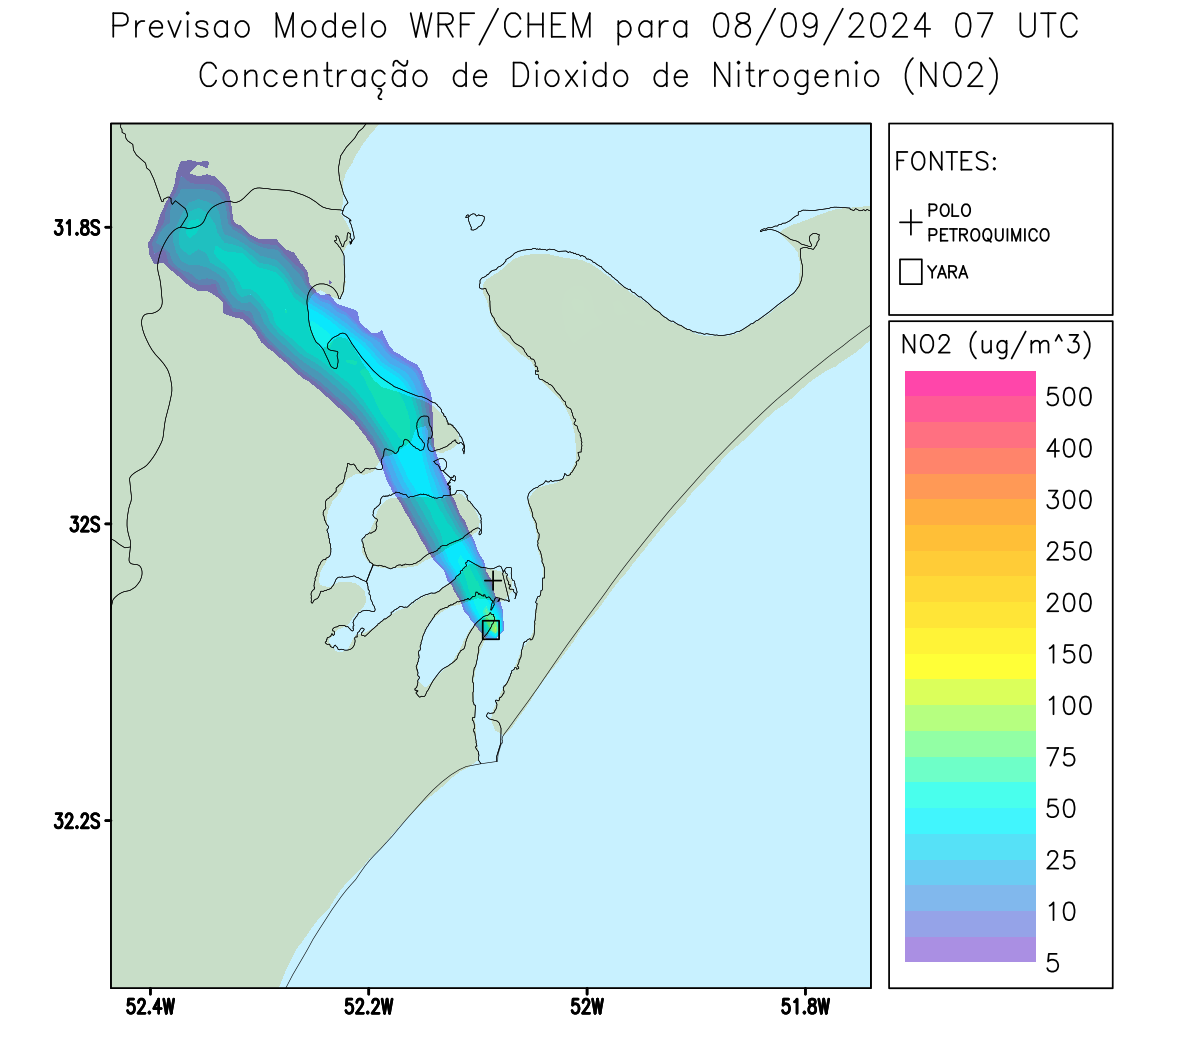 Previsao Modelo WRF/CHEM para 08/09/2024 07 UTC
Concentração de Dioxido de Nitrogenio (NO2)
FONTES:
POLO
PETROQUIMICO
YARA
31.8S
32S
32.2S
52.4W
52.2W
52W
51.8W
NO2 (ug/m^3)
500
400
300
250
200
150
100
75
50
25
10
5